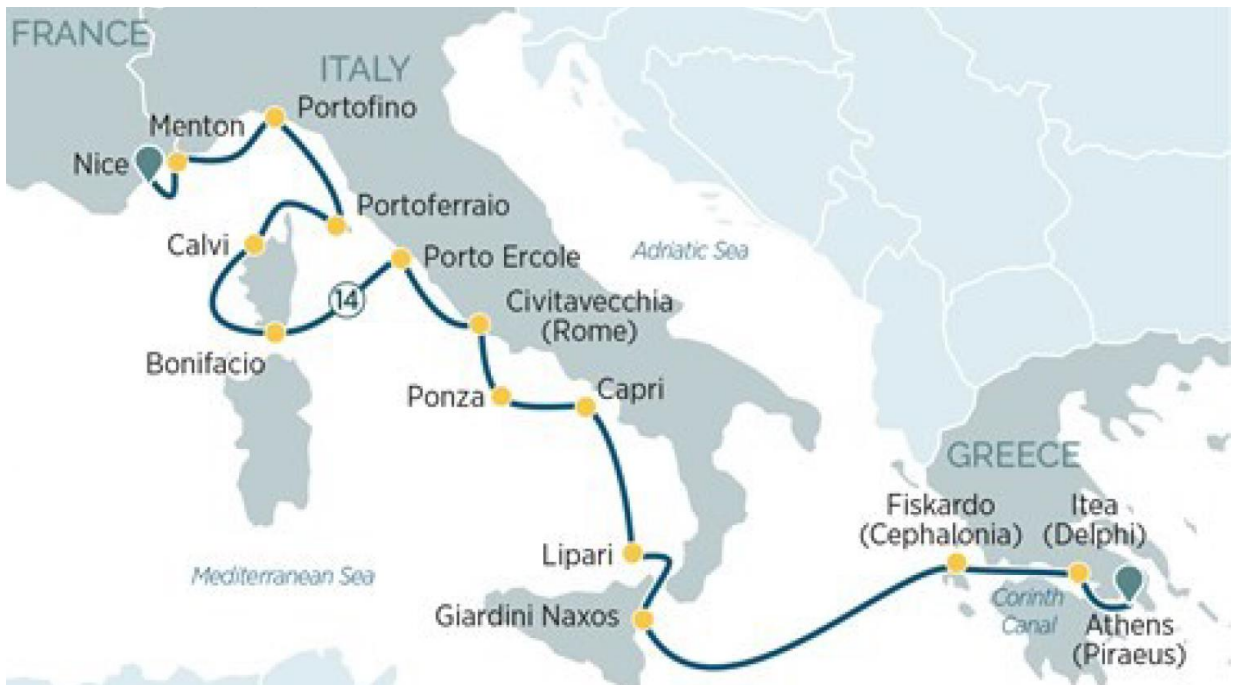 FRANCE
ITALY
Portofino
Menton
Nice
Portoferraio
Calvi
Porto Ercole
Adriatic Sea
14
Civitavecchia
(Rome)
Bonifacio
Capri
Ponza
GREECE
Fiskardo
(Cephalonia)
Itea
(Delphi)
Lipari
Mediterranean Sea
Giardini Naxos
Corinth
Canal
Athens
(Piraeus)